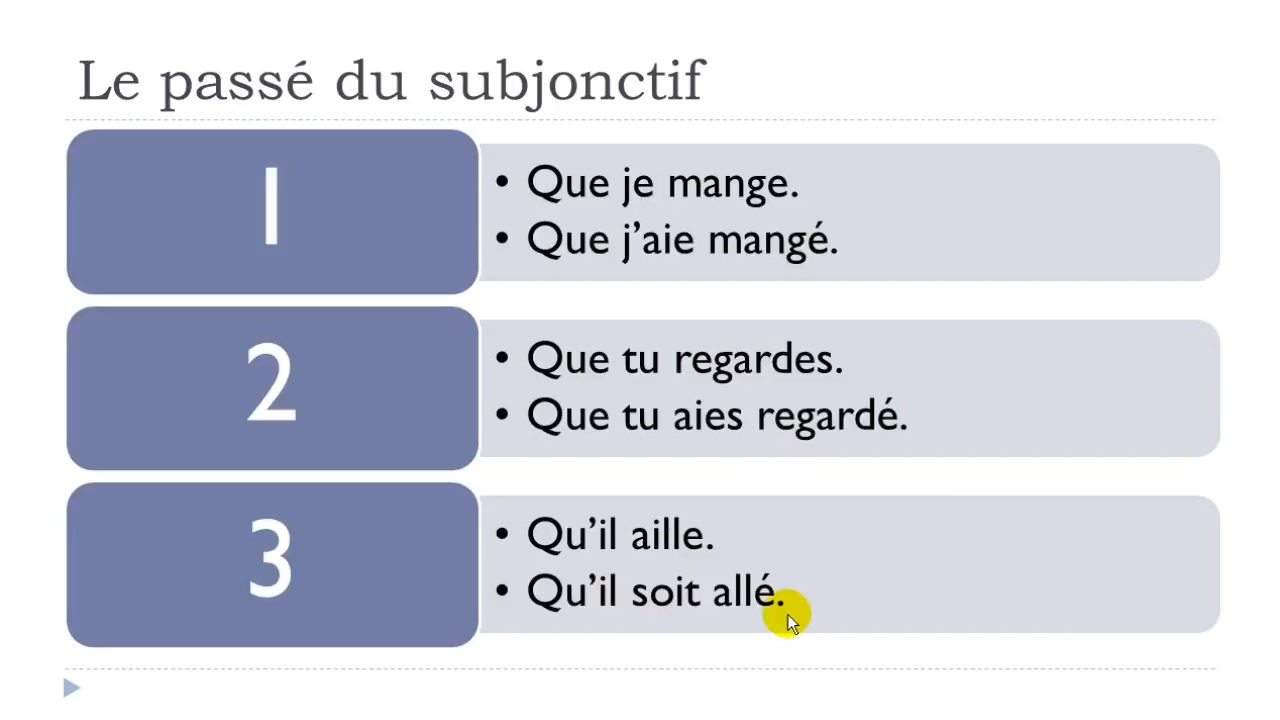 Le passé du subjonctif
1
• Que je mange.
• Que j’aie mangé.
2
• Que tu regardes.
• Que tu aies regardé.
3
• Qu’il aille.
• Qu’il soit allé.